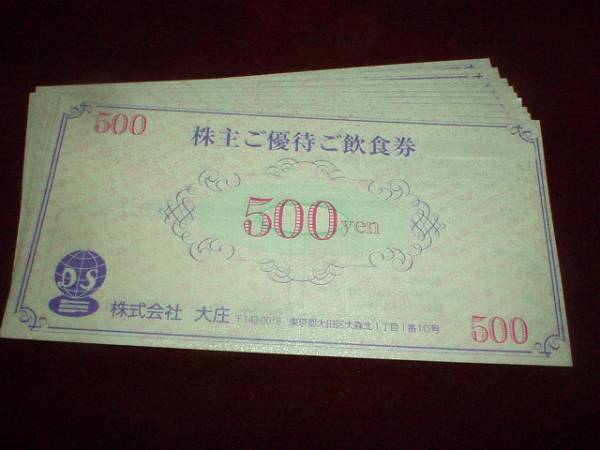 500
株主ご優待ご飲食券
500yen
DS
株式会社 大庄 〒143-0016 東京都大田区大森北1丁目1番10号
500